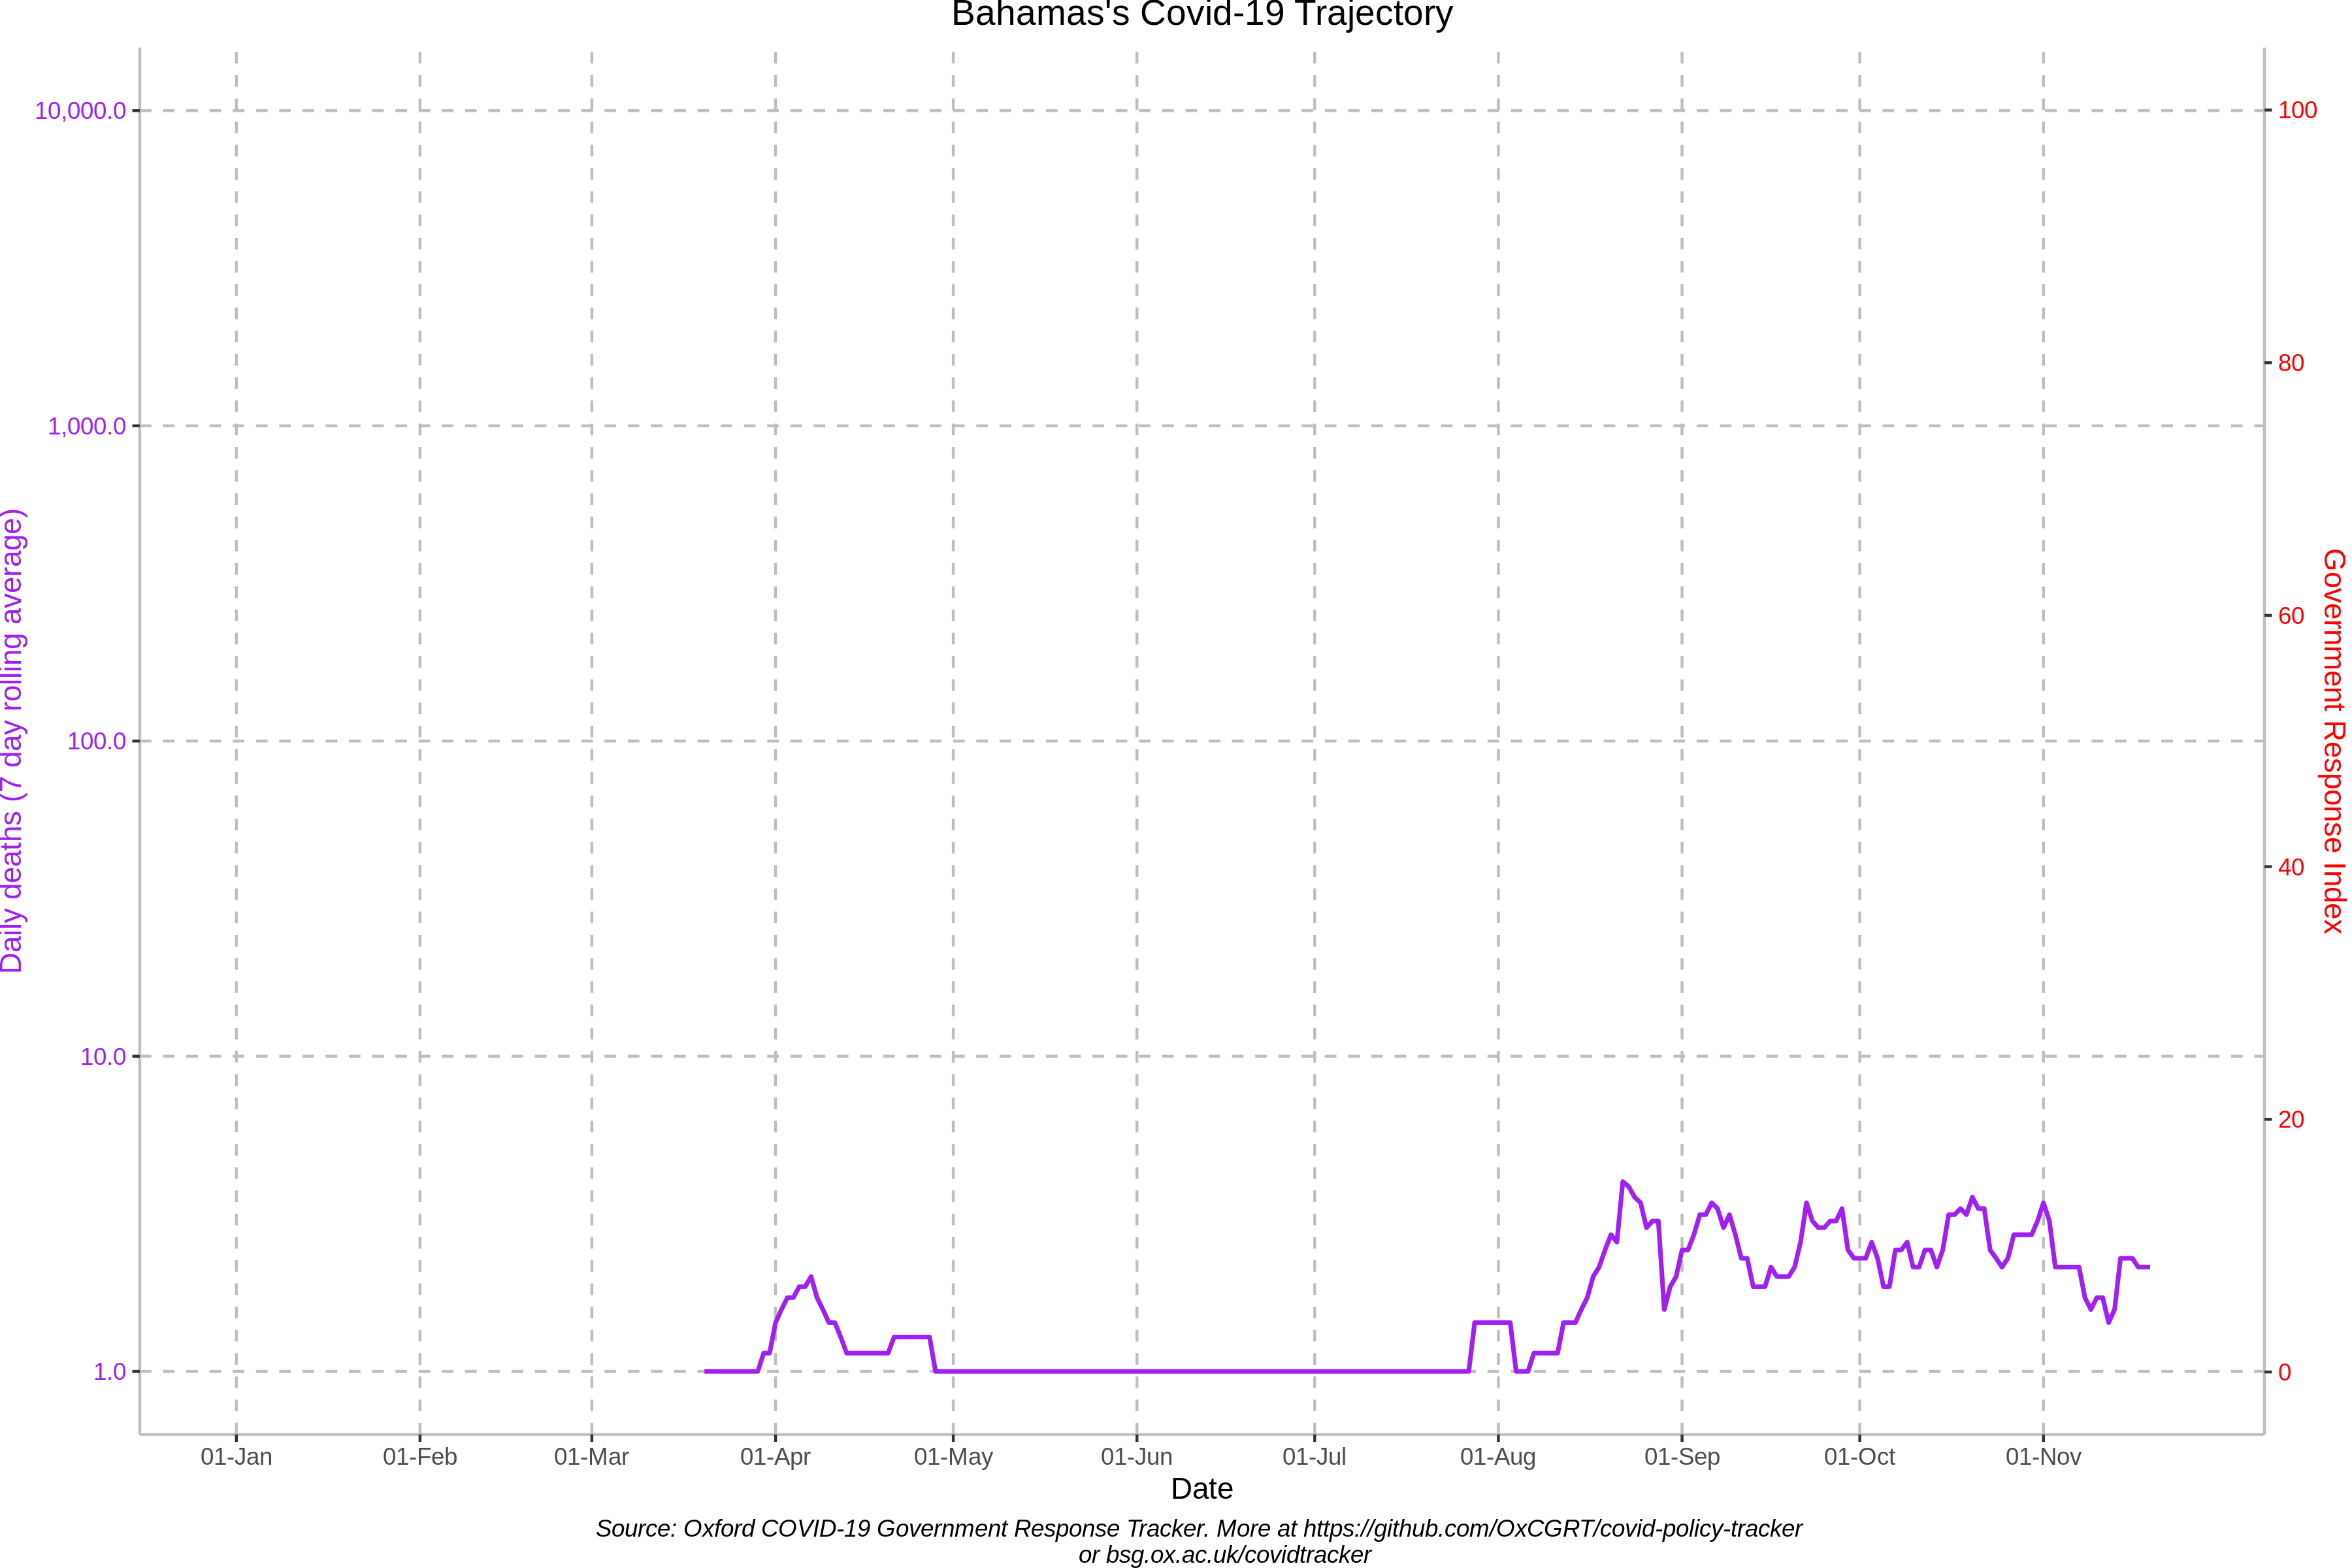 Bahamas's Covid-19 Trajectory
10,000.0
1,000.0
100.0
10.0
1.0
Daily deaths (7 day rolling average)
100
80
60
40
20
0
Government Response Index
01-Jan
01-Feb
01-Mar
01-Apr
01-May
01-Jun
01-Jul
01-Aug
01-Sep
01-Oct
01-Nov
Date
Source: Oxford COVID-19 Government Response Tracker. More at https://github.com/OxCGRT/covid-policy-tracker
or bsg.ox.ac.uk/covidtracker